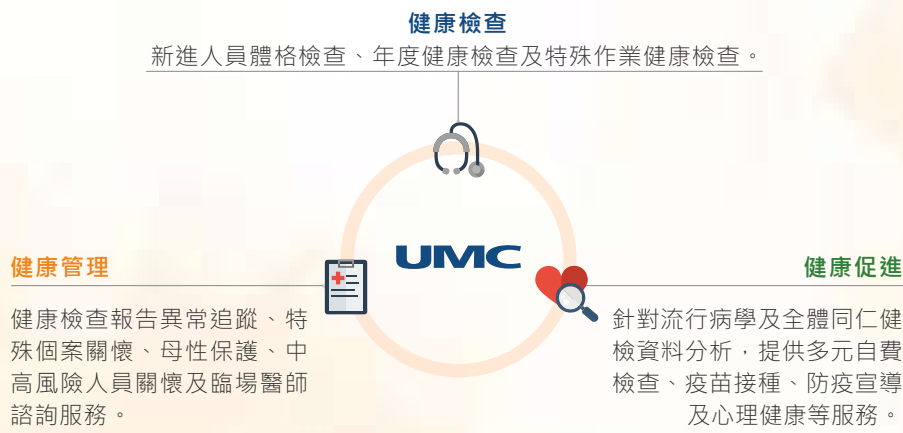 健康檢查
新進人員體格檢查、年度健康檢查及特殊作業健康檢查。
UMC
健康管理
健康檢查報告異常追蹤、特
殊個案關懷、母性保護、中
高風險人員關懷及臨場醫師
諮詢服務。
健康促進
針對流行病學及全體同仁健
檢資料分析，提供多元自費
檢查、疫苗接種、防疫宣導
及心理健康等服務。